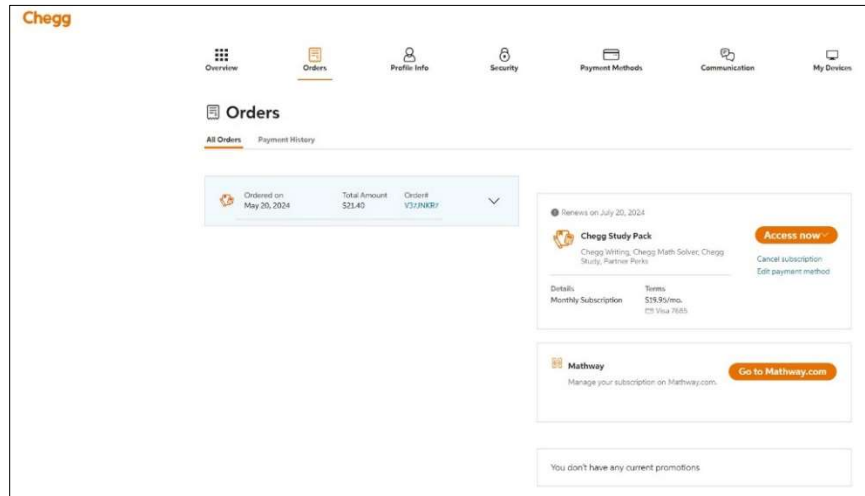 Chegg
Overview
Orders
Profile Info
Security
Payment Methods
Communication
My Devices
Orders
All Orders
Payment History
Ordered on
May 20, 2024
Total Amount
$21.40
Order#
Renews on July 20, 2024
Chegg Study Pack
Chegg Writing, Chegg Math Solver, Chegg
Study, Partner Perks
Access now
Cancel subscription
Edit payment method
Details
Monthly Subscription
Terms
$19.95/mo.
Visa 7685
Mathway
Manage your subscription on Mathway.com.
Go to Mathway.com
You don't have any current promotions